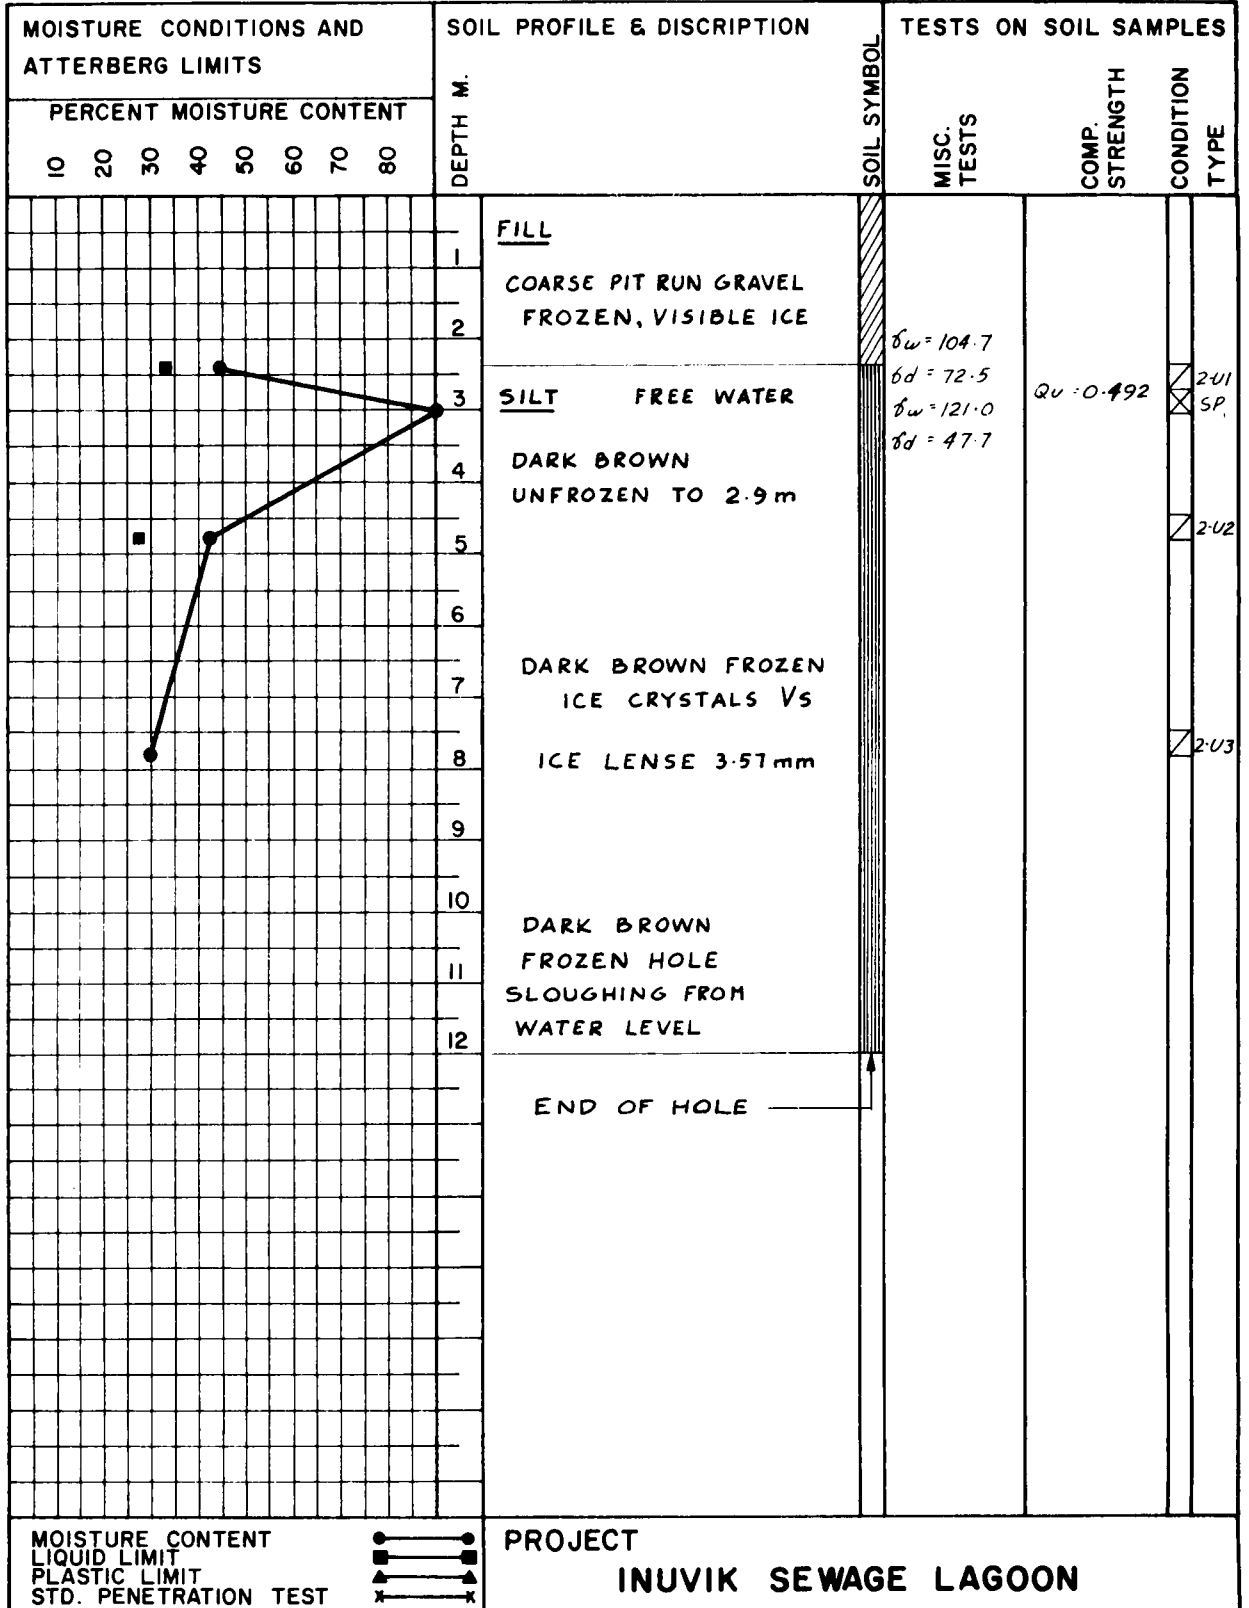 MOISTURE CONDITIONS AND
ATTERBERG LIMITS
PERCENT MOISTURE CONTENT
10 20 30 40 50 60 70 80
DEPTH M.
SOIL PROFILE & DISCRIPTION
SOIL SYMBOL
TESTS ON SOIL SAMPLES
MISC.
TESTS
COMP.
STRENGTH
CONDITION
TYPE
1
2
3
4
5
6
7
8
9
10
11
12
FILL
COARSE PIT RUN GRAVEL
FROZEN, VISIBLE ICE
SILT FREE WATER
DARK BROWN
UNFROZEN TO 2.9 m
DARK BROWN FROZEN
ICE CRYSTALS Vs
ICE LENSE 3.57mm
DARK BROWN
FROZEN HOLE
SLOUGHING FROM
WATER LEVEL
END OF HOLE
γw = 104.7
γd = 72.5
γw = 121.0
γd = 47.7
Qu = 0.492
2-U1
SP.
2-U2
2-U3
MOISTURE CONTENT
LIQUID LIMIT
PLASTIC LIMIT
STD. PENETRATION TEST
PROJECT
INUVIK SEWAGE LAGOON